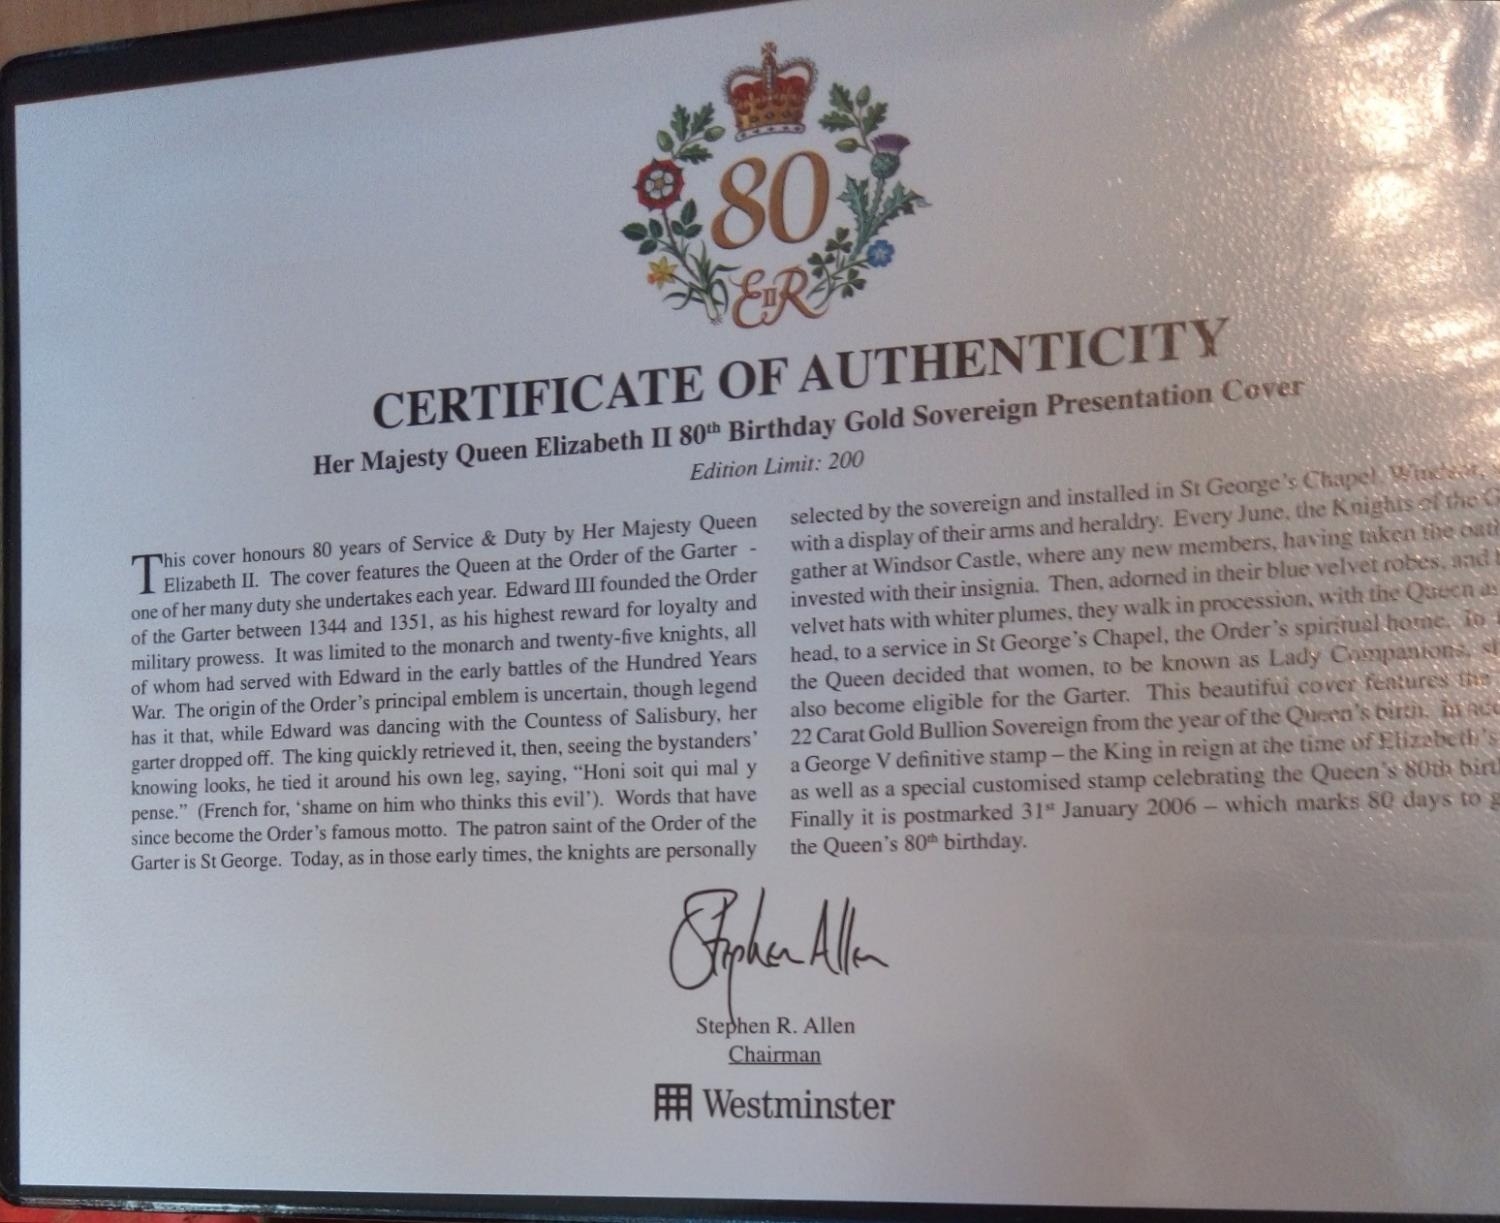 80
EIIR
CERTIFICATE OF AUTHENTICITY
Her Majesty Queen Elizabeth II 80th Birthday Gold Sovereign Presentation Cover
Edition Limit: 200
This cover honours 80 years of Service & Duty by Her Majesty Queen
Elizabeth II. The cover features the Queen at the Order of the Garter -
one of her many duty she undertakes each year. Edward III founded the Order
of the Garter between 1344 and 1351, as his highest reward for loyalty and
military prowess. It was limited to the monarch and twenty-five knights, all
of whom had served with Edward in the early battles of the Hundred Years
War. The origin of the Order's principal emblem is uncertain, though legend
has it that, while Edward was dancing with the Countess of Salisbury, her
garter dropped off. The king quickly retrieved it, then, seeing the bystanders'
knowing looks, he tied it around his own leg, saying, “Honi soit qui mal y
pense.” (French for, ‘shame on him who thinks this evil’). Words that have
since become the Order's famous motto. The patron saint of the Order of the
Garter is St George. Today, as in those early times, the knights are personally
selected by the sovereign and installed in St George's Chapel, Windsor,
with a display of their arms and heraldry. Every June, the Knights of the
gather at Windsor Castle, where any new members, having taken the
invested with their insignia. Then, adorned in their blue velvet robes, and
velvet hats with whiter plumes, they walk in procession, with the Queen
head, to a service in St George's Chapel, the Order's spiritual home. To
the Queen decided that women, to be known as Lady Companions,
also become eligible for the Garter. This beautiful cover features the
22 Carat Gold Bullion Sovereign from the year of the Queen's birth. In
a George V definitive stamp – the King in reign at the time of Elizabeth's
as well as a special customised stamp celebrating the Queen's 80th
Finally it is postmarked 31st January 2006 – which marks 80 days to
the Queen's 80th birthday.
Stephen Allen
Stephen R. Allen
Chairman
Westminster